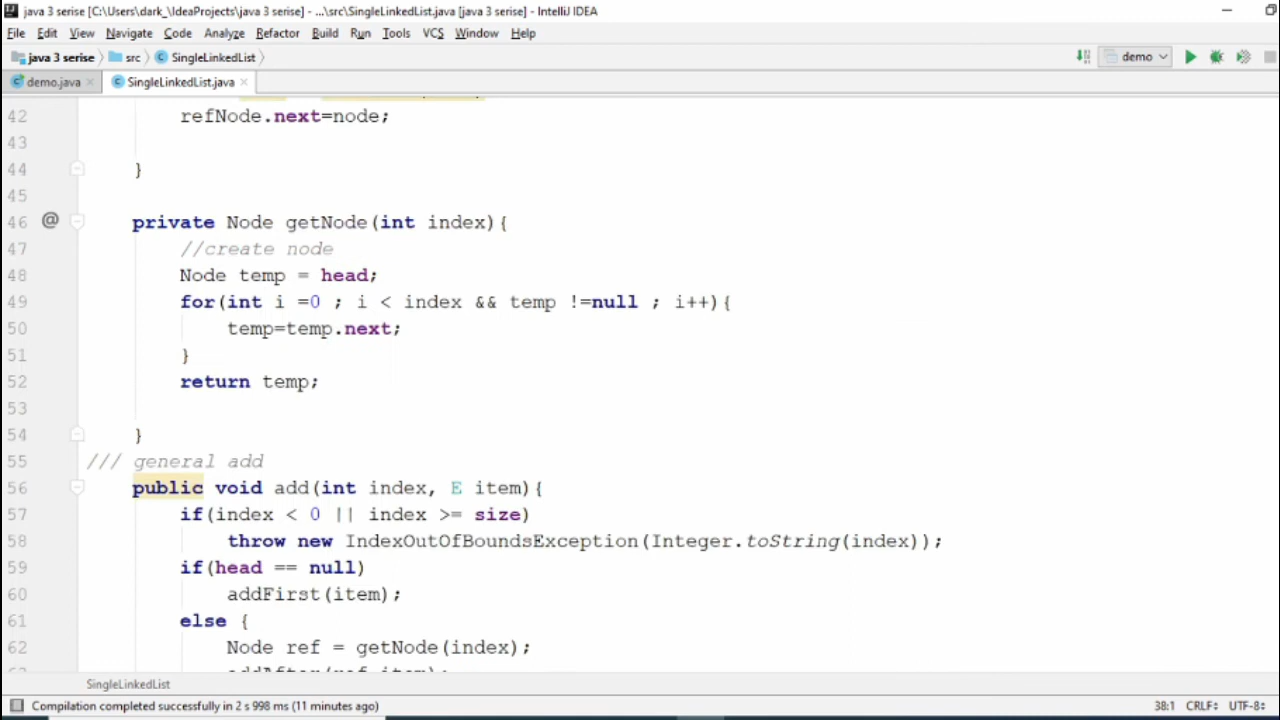 java 3 serise [C:\Users\dark_\IdeaProjects\java 3 serise] - ...\src\SingleLinkedList.java [java 3 serise] - IntelliJ IDEA
File Edit View Navigate Code Analyze Refactor Build Run Tools VCS Window Help
java 3 serise src SingleLinkedList demo
demo.java SingleLinkedList.java
42 refNode.next=node;
43
44 }
45
46 @ private Node getNode(int index){
47 //create node
48 Node temp = head;
49 for(int i =0 ; i < index && temp !=null ; i++){
50 temp=temp.next;
51 }
52 return temp;
53
54 }
55 /// general add
56 public void add(int index, E item){
57 if(index < 0 || index >= size)
58 throw new IndexOutOfBoundsException(Integer.toString(index));
59 if(head == null)
60 addFirst(item);
61 else {
62 Node ref = getNode(index);
addAfter(ref,item);
SingleLinkedList
Compilation completed successfully in 2 s 998 ms (11 minutes ago) 38:1 CRLF UTF-8